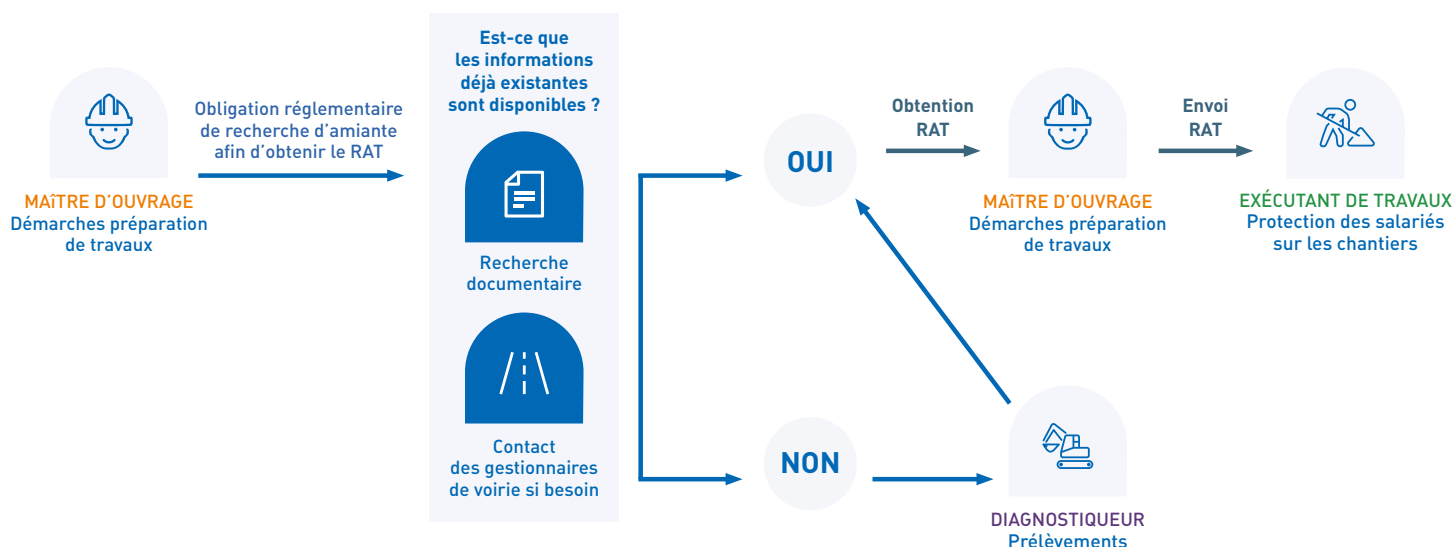 MAîTRE D'OUVRAGE
Démarches préparation
de travaux
Obligation réglementaire
de recherche d'amiante
afin d'obtenir le RAT
Est-ce que
les informations
déjà existantes
sont disponibles ?
Recherche
documentaire
Contact
des gestionnaires
de voirie si besoin
OUI
Obtention
RAT
MAîTRE D'OUVRAGE
Démarches préparation
de travaux
Envoi
RAT
EXÉCUTANT DE TRAVAUX
Protection des salariés
sur les chantiers
NON
DIAGNOSTIQUEUR
Prélèvements